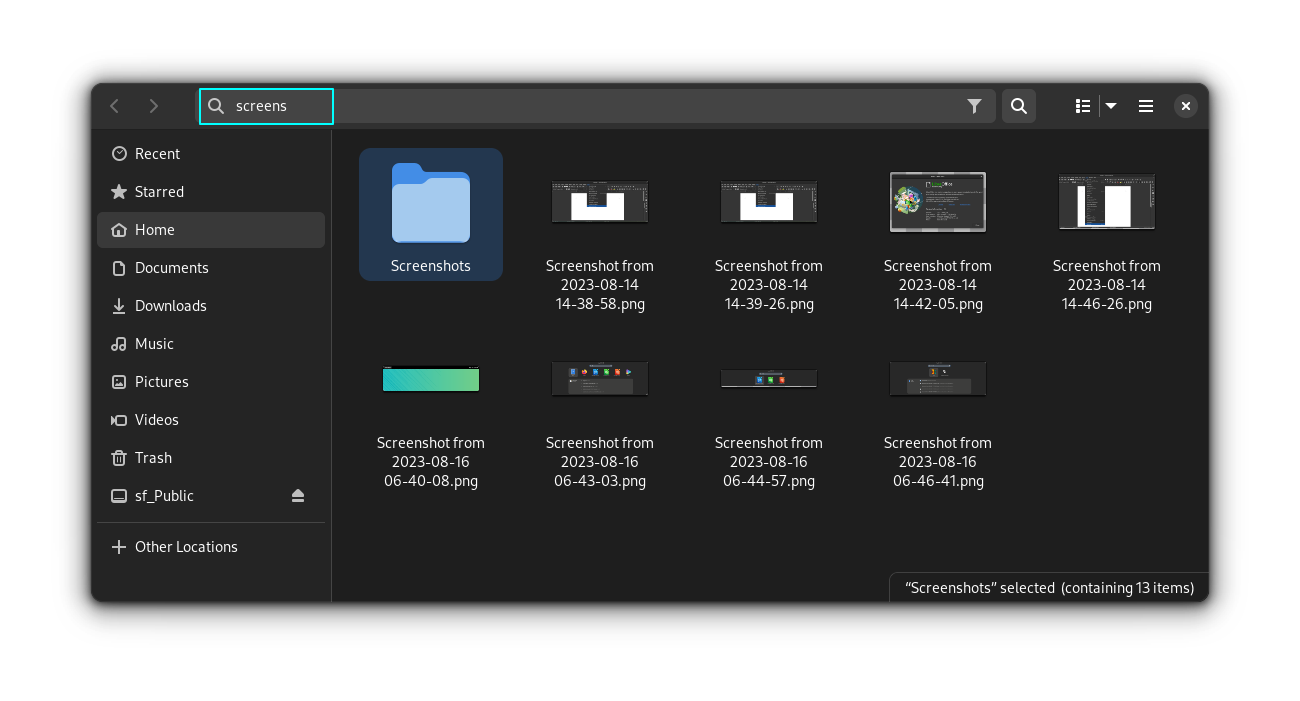 screens
Recent
Starred
Home
Documents
Downloads
Music
Pictures
Videos
Trash
sf_Public
Other Locations
Screenshots
Screenshot from
2023-08-14
14-38-58.png
Screenshot from
2023-08-14
14-39-26.png
Screenshot from
2023-08-14
14-42-05.png
Screenshot from
2023-08-14
14-46-26.png
Screenshot from
2023-08-16
06-40-08.png
Screenshot from
2023-08-16
06-43-03.png
Screenshot from
2023-08-16
06-44-57.png
Screenshot from
2023-08-16
06-46-41.png
“Screenshots” selected (containing 13 items)